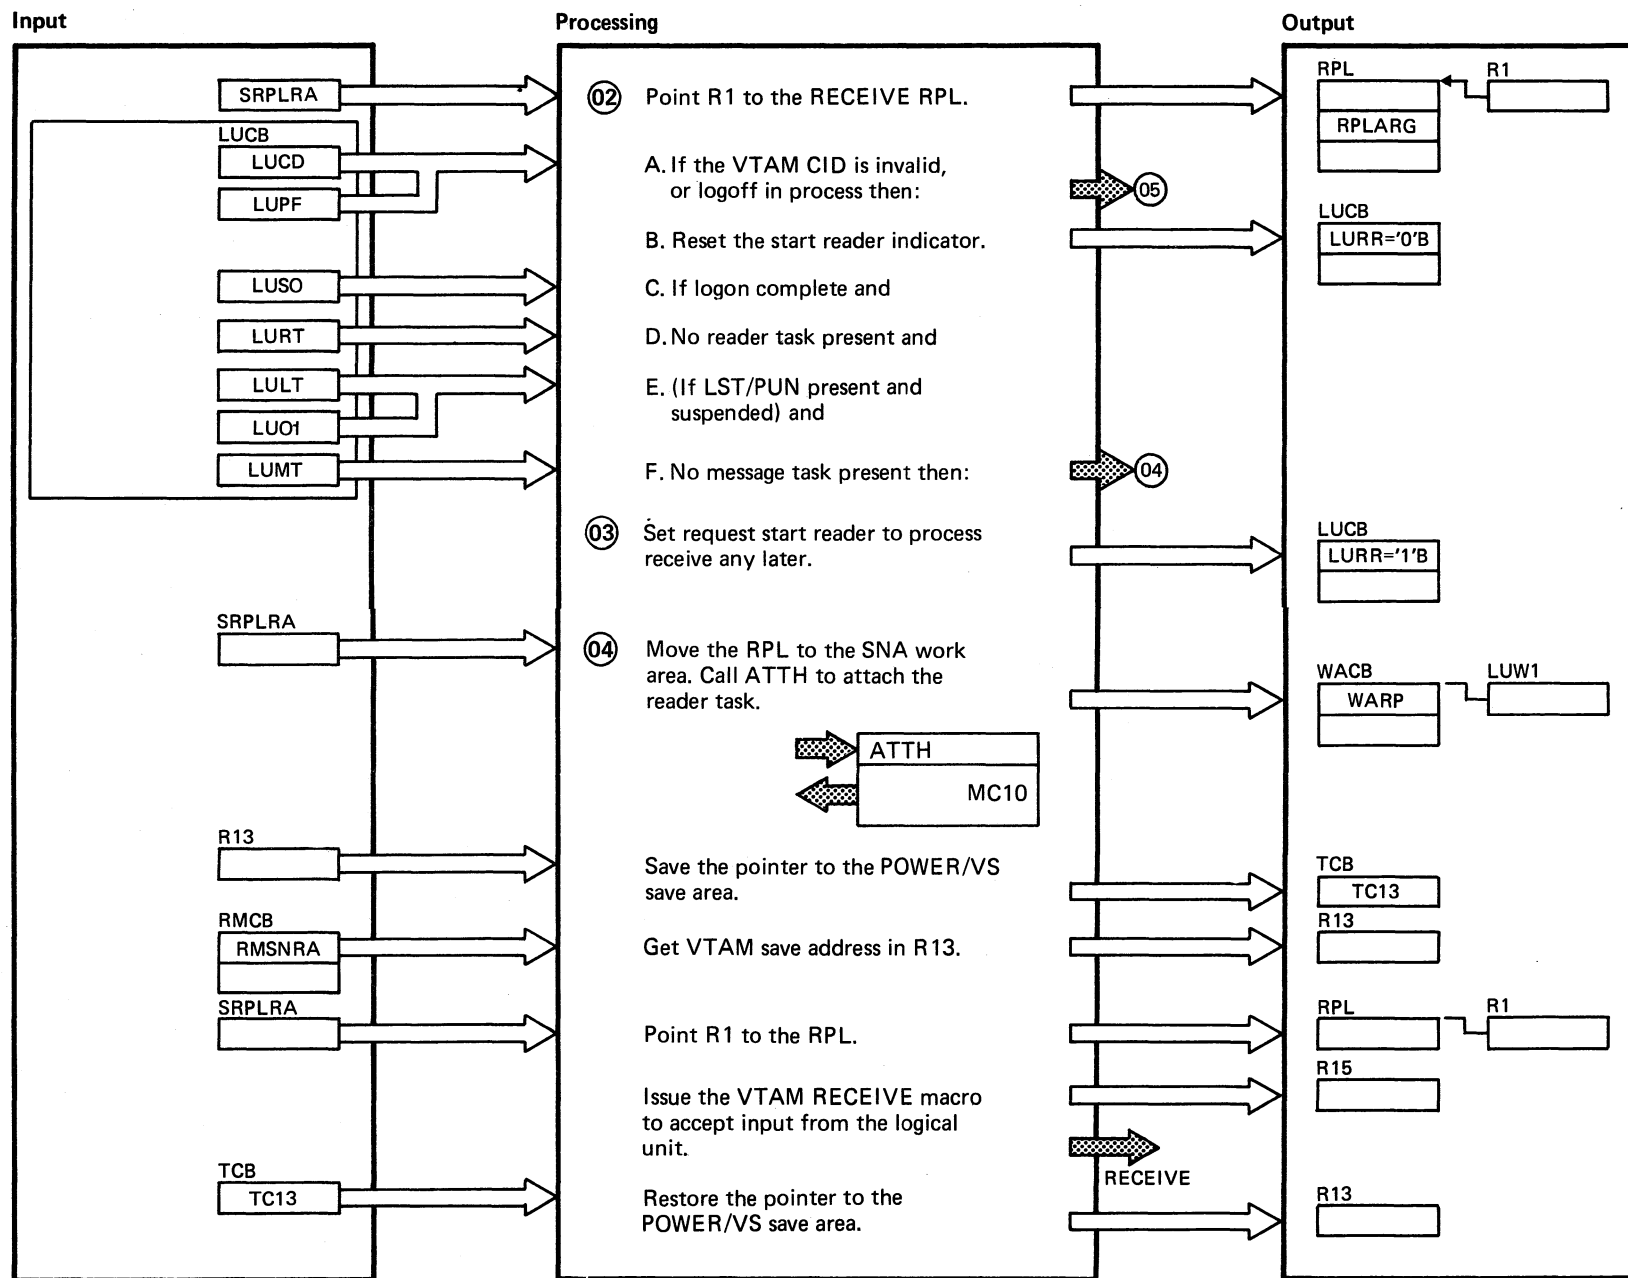 Input
Processing
Output
SRPLRA
02 Point R1 to the RECEIVE RPL.
RPL
R1
RPLARG
LUCB
LUCD
LUPF
A. If the VTAM CID is invalid,
or logoff in process then:
05
LUCB
B. Reset the start reader indicator.
LURR='0'B
LUSO
C. If logon complete and
LURT
D. No reader task present and
LULT
LUO1
E. (If LST/PUN present and
suspended) and
LUMT
F. No message task present then:
04
03 Set request start reader to process
receive any later.
LUCB
LURR='1'B
SRPLRA
04 Move the RPL to the SNA work
area. Call ATTH to attach the
reader task.
WACB
LUW1
WARP
ATTH
MC10
R13
Save the pointer to the POWER/VS
save area.
TCB
TC13
RMCB
RMSNRA
Get VTAM save address in R13.
R13
SRPLRA
Point R1 to the RPL.
RPL
R1
Issue the VTAM RECEIVE macro
to accept input from the logical
unit.
R15
RECEIVE
TCB
TC13
Restore the pointer to the
POWER/VS save area.
R13